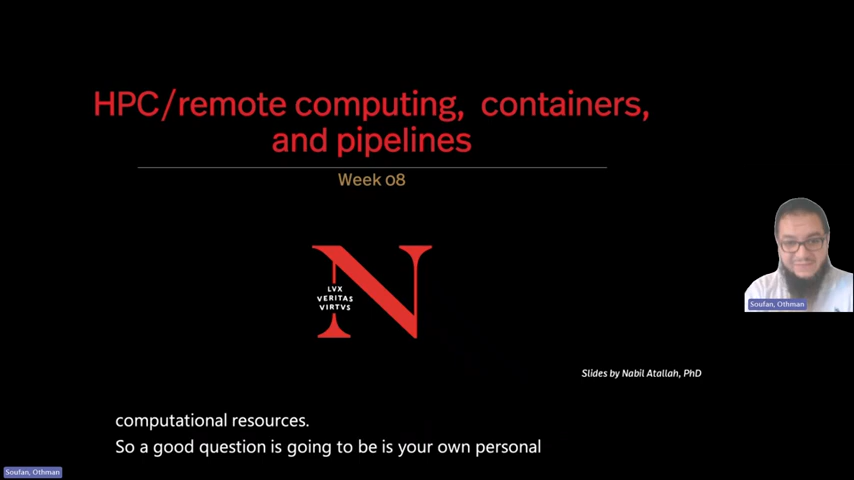 HPC/remote computing, containers,
and pipelines
Week 08
LVX
VERITAS
VIRTVS
N
Soufan, Othman
Slides by Nabil Atallah, PhD
computational resources.
So a good question is going to be is your own personal
Soufan, Othman